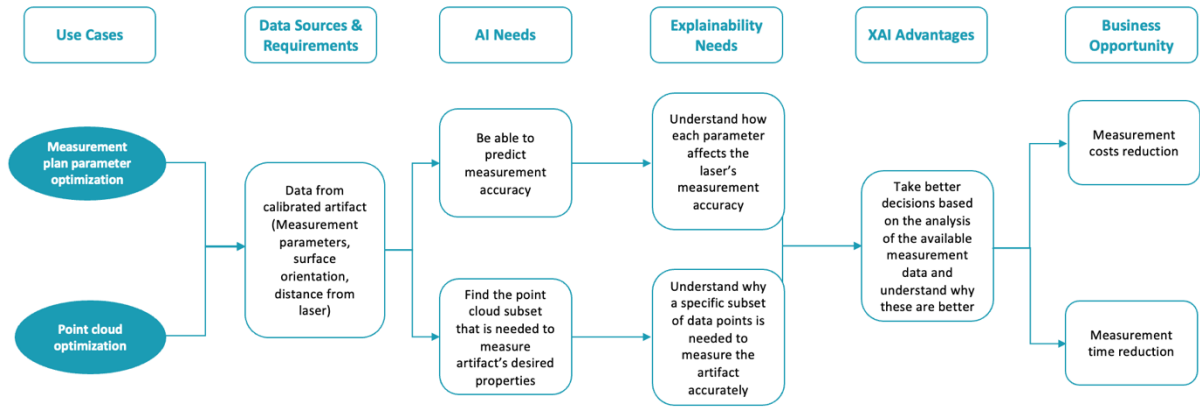 Use Cases
Data Sources &
Requirements
AI Needs
Explainability
Needs
XAI Advantages
Business
Opportunity
Measurement
plan parameter
optimization
Point cloud
optimization
Data from
calibrated artifact
(Measurement
parameters,
surface
orientation,
distance from
laser)
Be able to
predict
measurement
accuracy
Find the point
cloud subset
that is needed to
measure
artifact's desired
properties
Understand how
each parameter
affects the
laser's
measurement
accuracy
Understand why
a specific subset
of data points is
needed to
measure the
artifact
accurately
Take better
decisions based
on the analysis
of the available
measurement
data and
understand why
these are better
Measurement
costs reduction
Measurement
time reduction